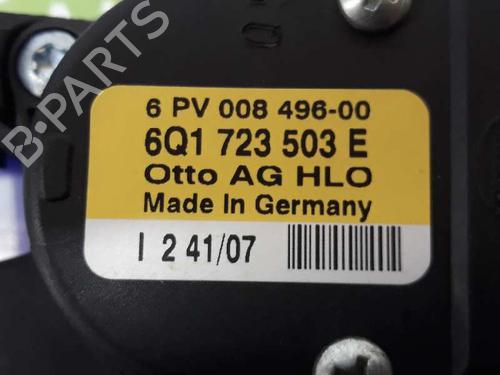 6 PV 008 496-00
6Q1 723 503 E
Otto AG HLO
Made In Germany
I 2 41/07
B-PARTS